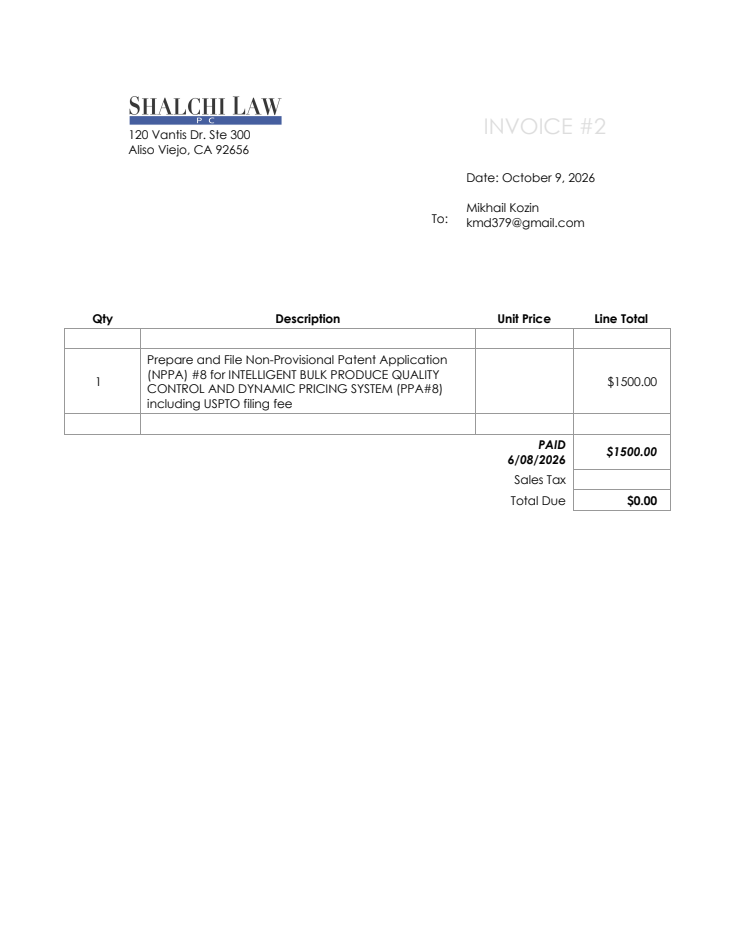 SHALCHI LAW
P C
120 Vantis Dr. Ste 300
Aliso Viejo, CA 92656
INVOICE #2
Date: October 9, 2026
To:
Mikhail Kozin
kmd379@gmail.com
Qty Description Unit Price Line Total
1
Prepare and File Non-Provisional Patent Application
(NPPA) #8 for INTELLIGENT BULK PRODUCE QUALITY
CONTROL AND DYNAMIC PRICING SYSTEM (PPA#8)
including USPTO filing fee
$1500.00
PAID
6/08/2026
$1500.00
Sales Tax
Total Due $0.00